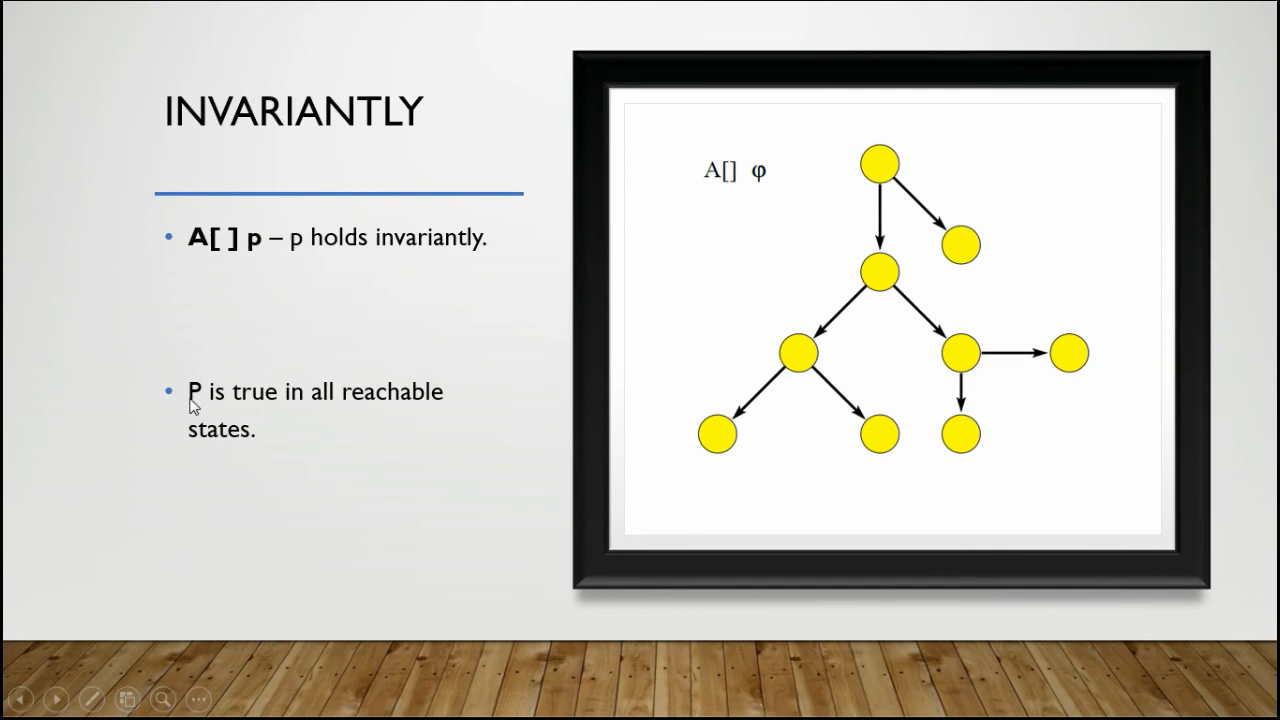 INVARIANTLY
A[ ] p – p holds invariantly.
P is true in all reachable
states.
A[] φ